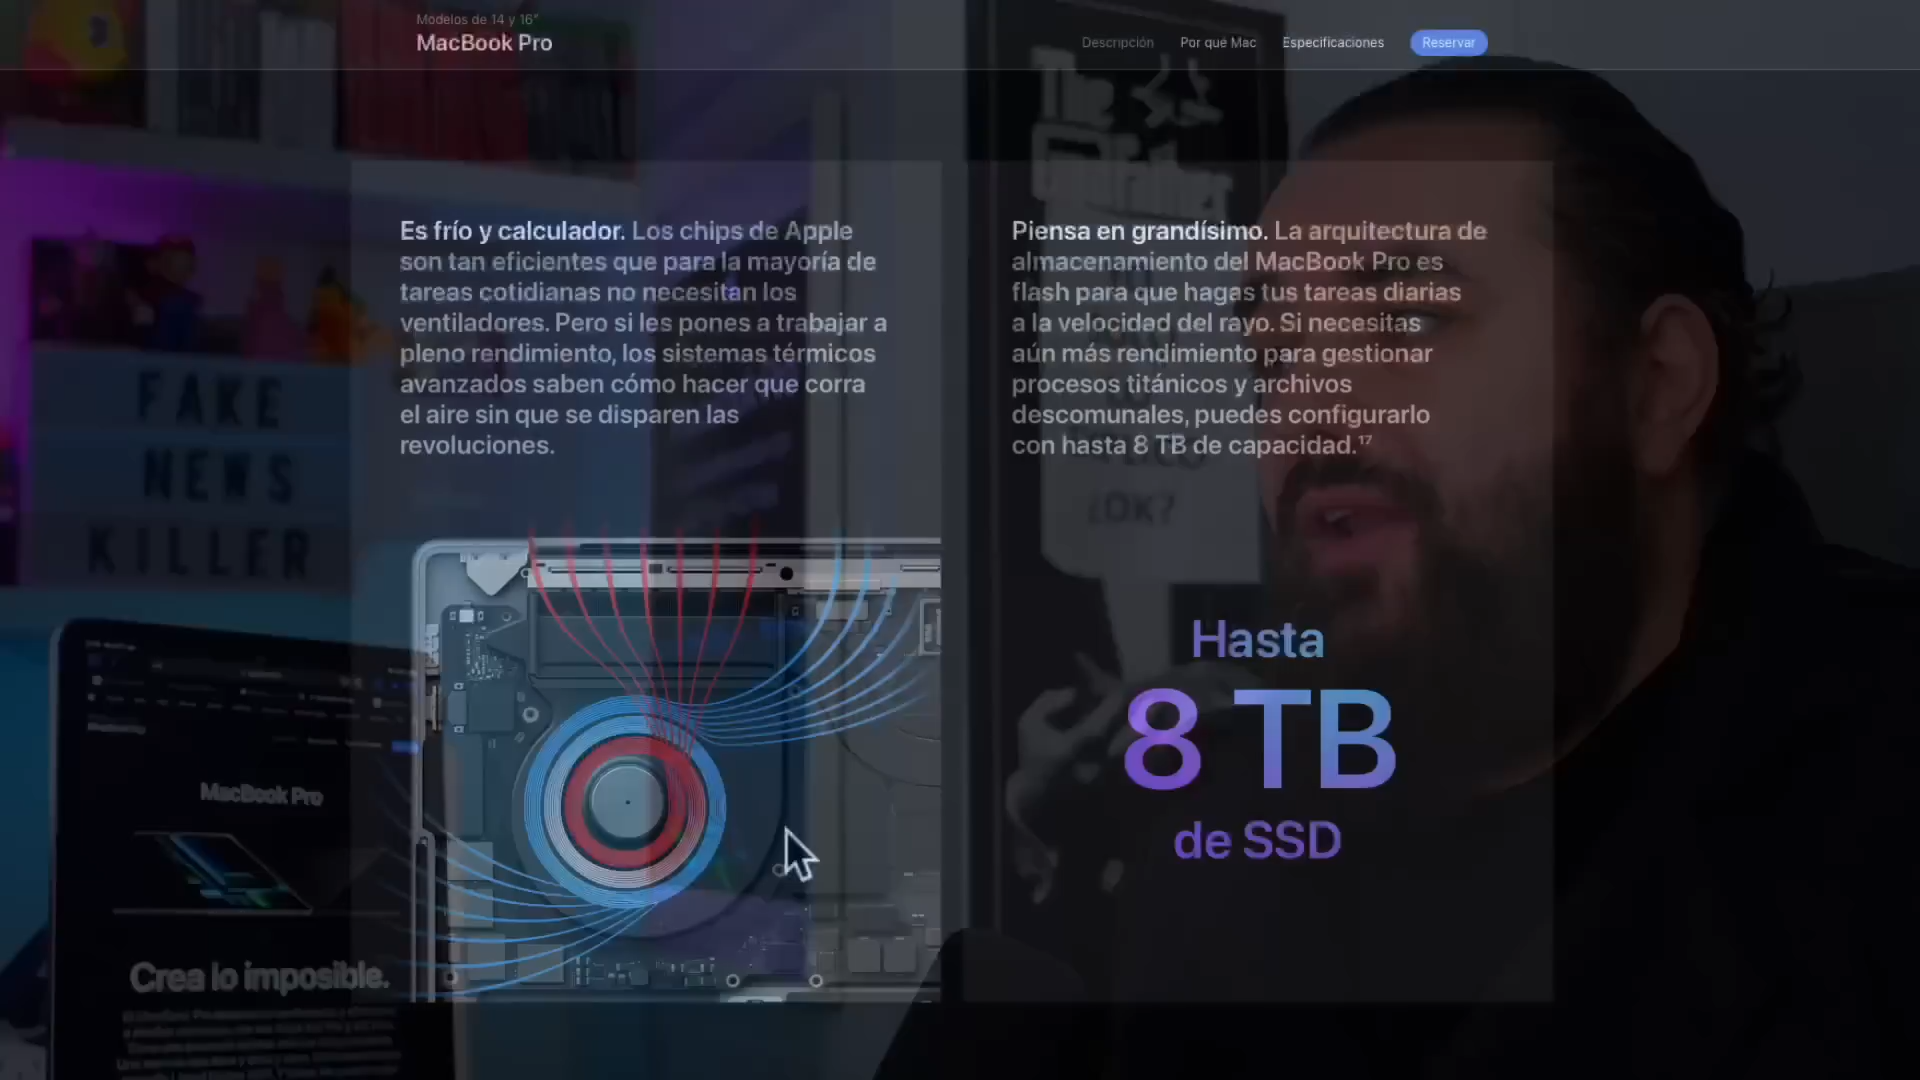 Modelos de 14 y 16"
MacBook Pro
Descripción
Por qué Mac
Especificaciones
Reservar
Es frío y calculador. Los chips de Apple
son tan eficientes que para la mayoría de
tareas cotidianas no necesitan los
ventiladores. Pero si les pones a trabajar a
pleno rendimiento, los sistemas térmicos
avanzados saben cómo hacer que corra
el aire sin que se disparen las
revoluciones.
Piensa en grandísimo. La arquitectura de
almacenamiento del MacBook Pro es
flash para que hagas tus tareas diarias
a la velocidad del rayo. Si necesitas
aún más rendimiento para gestionar
procesos titánicos y archivos
descomunales, puedes configurarlo
con hasta 8 TB de capacidad.¹⁷
Hasta
8 TB
de SSD
The
Godfather
¿OK?
FAKE
NEWS
KILLER
MacBook Pro
Crea lo imposible.